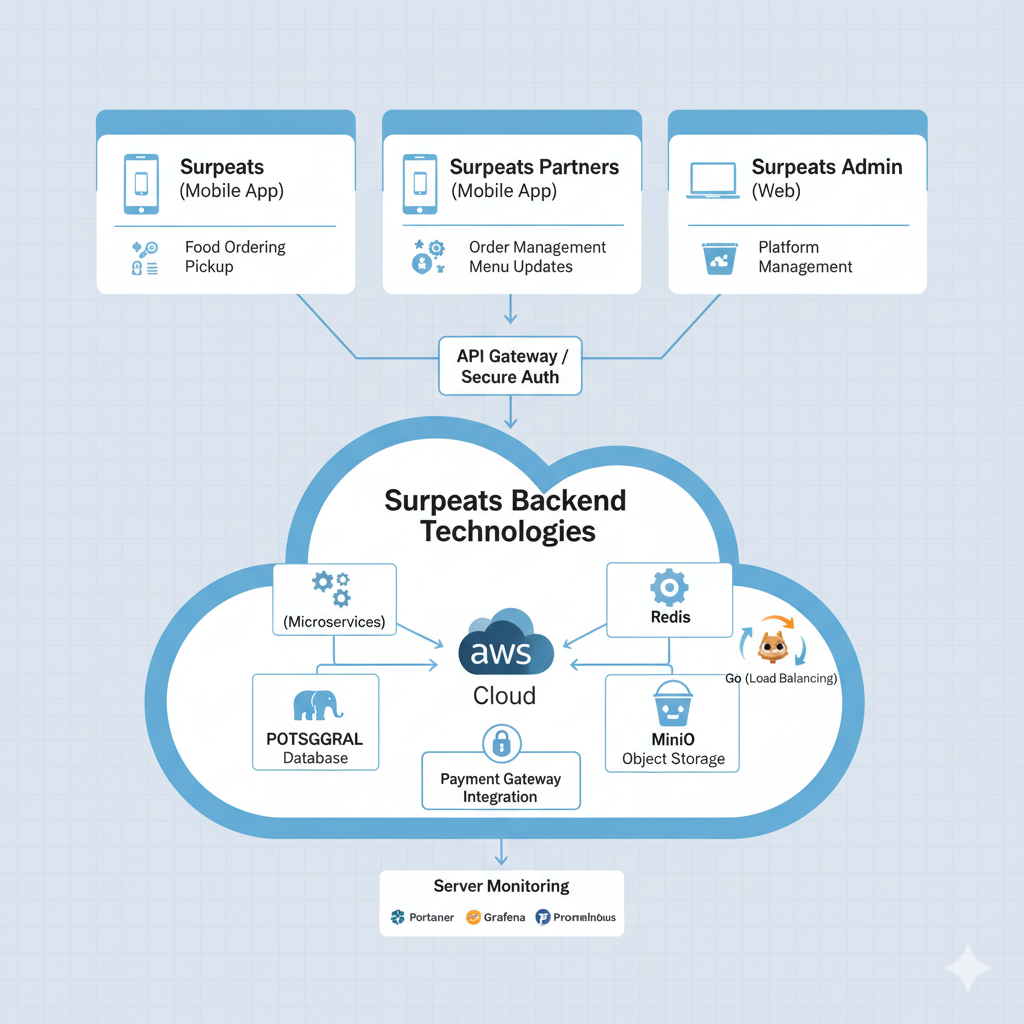 Surpeats
(Mobile App)
Food Ordering
Pickup
Surpeats Partners
(Mobile App)
Order Management
Menu Updates
Surpeats Admin
(Web)
Platform
Management
API Gateway /
Secure Auth
Surpeats Backend
Technologies
(Microservices)
Redis
aws
Cloud
Go (Load Balancing)
POTSGGRAL
Database
MiniO
Object Storage
Payment Gateway
Integration
Server Monitoring
Portaner
Grafena